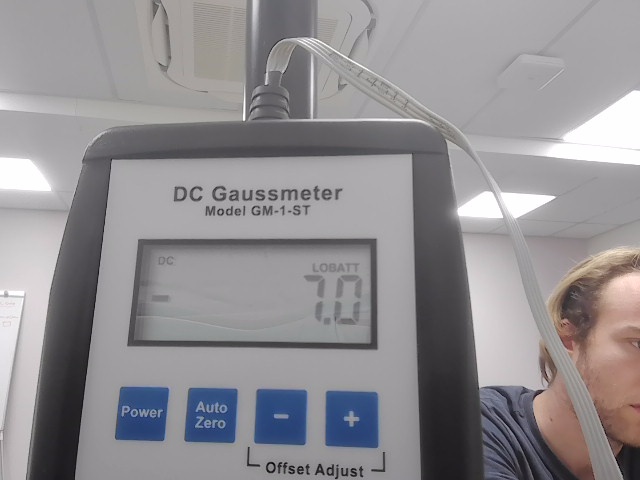 DC Gaussmeter
Model GM-1-ST
DC
LOBATT
-7.0
Power
Auto
Zero
-
+
Offset Adjust